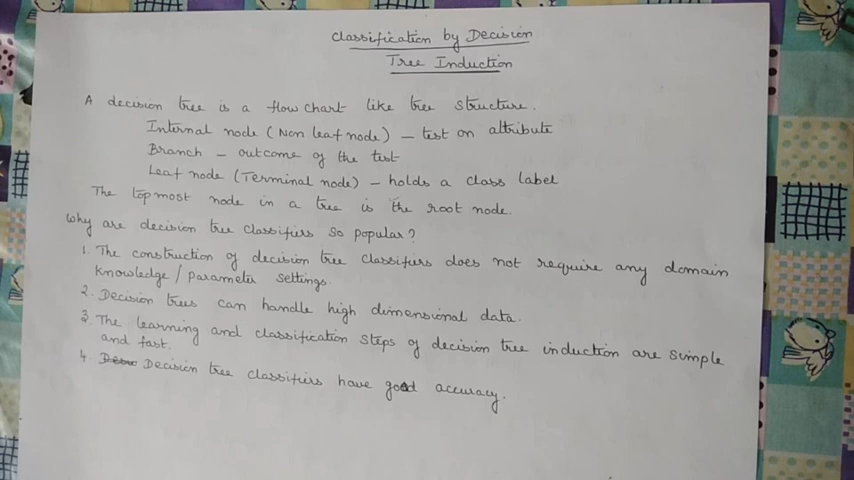 Classification by Decision
Tree Induction
A decision tree is a flow chart like tree structure.
Internal node (Non leaf node) – test on attribute
Branch – outcome of the test
Leaf node (Terminal node) – holds a class label
The topmost node in a tree is the root node.
Why are decision tree classifiers so popular?
1. The construction of decision tree classifiers does not require any domain
knowledge / parameter settings.
2. Decision trees can handle high dimensional data.
3. The learning and classification steps of decision tree induction are simple
and fast.
4 Decision tree classifiers have good accuracy.